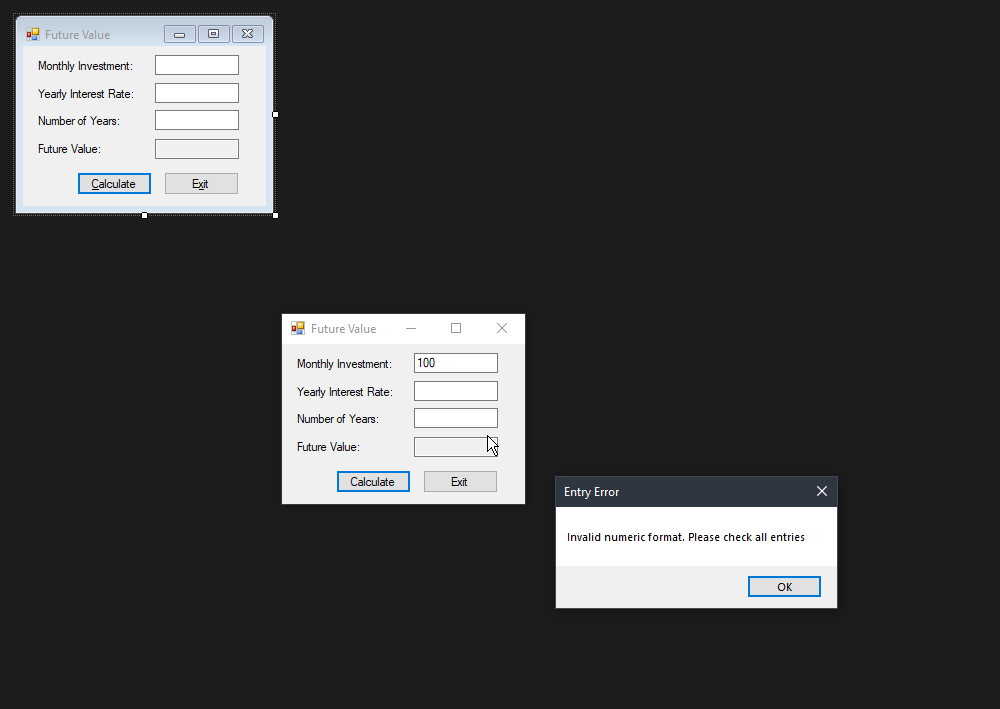 Future Value
Monthly Investment:
Yearly Interest Rate:
Number of Years:
Future Value:
Calculate Exit
Future Value
Monthly Investment: 100
Yearly Interest Rate:
Number of Years:
Future Value:
Calculate Exit
Entry Error
Invalid numeric format. Please check all entries
OK